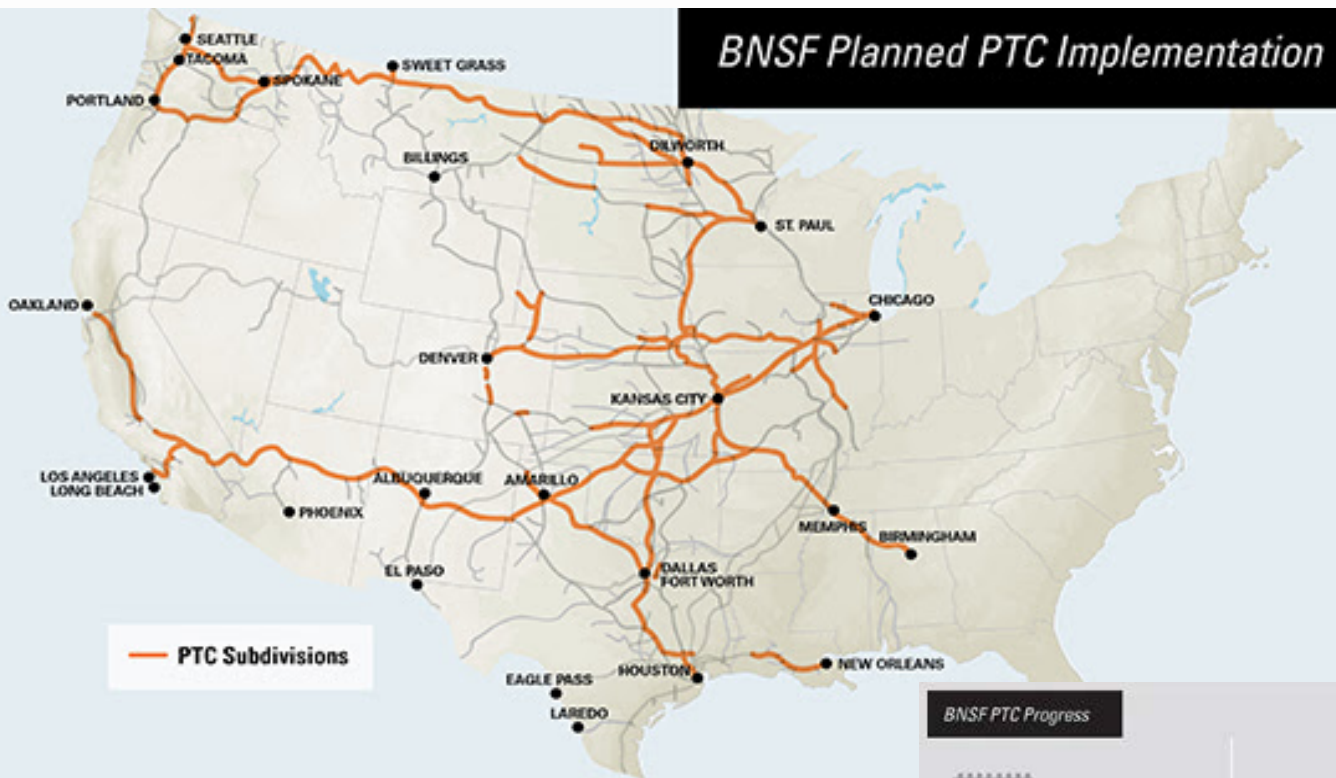 BNSF Planned PTC Implementation
SEATTLE
TACOMA
SPOKANE
SWEET GRASS
PORTLAND
DILWORTH
BILLINGS
ST. PAUL
OAKLAND
CHICAGO
DENVER
KANSAS CITY
LOS ANGELES
LONG BEACH
ALBUQUERQUE
AMARILLO
PHOENIX
MEMPHIS
BIRMINGHAM
EL PASO
DALLAS
FORT WORTH
PTC Subdivisions
HOUSTON
NEW ORLEANS
EAGLE PASS
LAREDO
BNSF PTC Progress